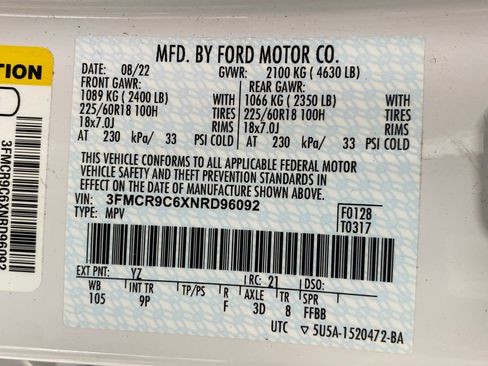 MFD. BY FORD MOTOR CO.
DATE: 08/22 GVWR: 2100 KG ( 4630 LB)
FRONT GAWR: REAR GAWR:
1089 KG ( 2400 LB) WITH 1066 KG ( 2350 LB) WITH
225/60R18 100H TIRES 225/60R18 100H TIRES
18x7.0J RIMS 18x7.0J RIMS
AT 230 kPa/ 33 PSI COLD AT 230 kPa/ 33 PSI COLD
THIS VEHICLE CONFORMS TO ALL APPLICABLE FEDERAL MOTOR
VEHICLE SAFETY AND THEFT PREVENTION STANDARDS IN EFFECT
ON THE DATE OF MANUFACTURE SHOWN ABOVE.
VIN: 3FMCR9C6XNRD96092 F0128
TYPE: MPV T0317
EXT PNT: YZ RC: 21 DSO:
WB INT TR TP/PS R AXLE TR SPR
105 9P F 3D 8 FFBB
UTC ▽5U5A-1520472-BA
TION
3FMCR9C6XNRD96092